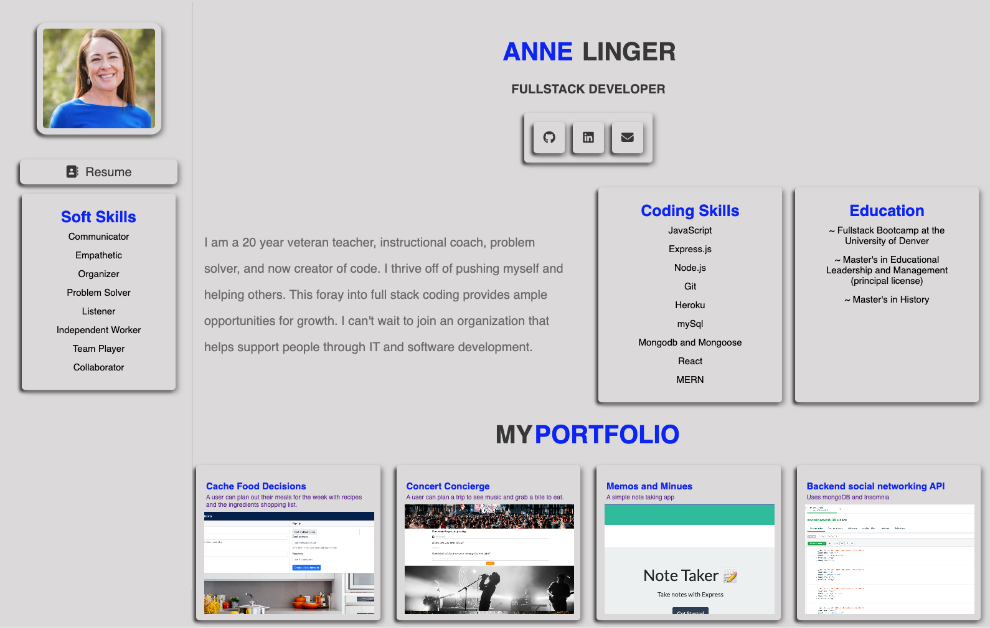 ANNE LINGER
FULLSTACK DEVELOPER
Resume
Soft Skills
Communicator
Empathetic
Organizer
Problem Solver
Listener
Independent Worker
Team Player
Collaborator
I am a 20 year veteran teacher, instructional coach, problem
solver, and now creator of code. I thrive off of pushing myself and
helping others. This foray into full stack coding provides ample
opportunities for growth. I can't wait to join an organization that
helps support people through IT and software development.
Coding Skills
JavaScript
Express.js
Node.js
Git
Heroku
mySql
Mongodb and Mongoose
React
MERN
Education
~ Fullstack Bootcamp at the
University of Denver
~ Master's in Educational
Leadership and Management
(principal license)
~ Master's in History
MYPORTFOLIO
Cache Food Decisions
A user can plan out their meals for the week with recipes
and the ingredients shopping list.
Concert Concierge
A user can plan a trip to see music and grab a bite to eat.
Memos and Minues
A simple note taking app
Note Taker
Take notes with Express
Get Started
Backend social networking API
Uses mongoDB and Insomnia